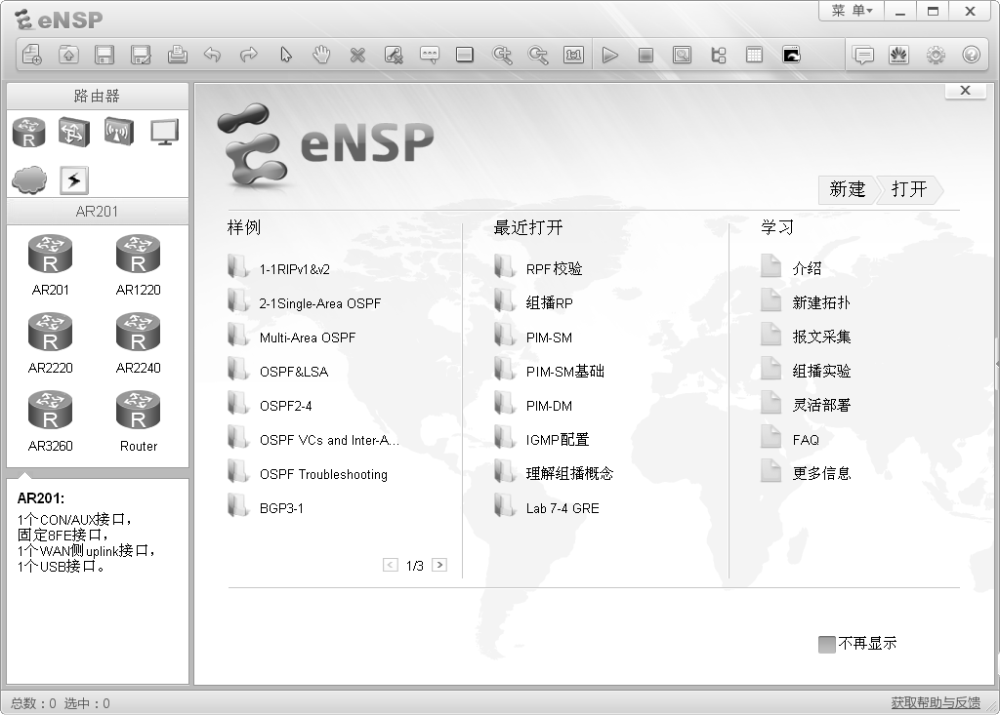 eNSP
菜 单
1:1
路由器
R
AR201
R
AR201
R
AR1220
R
AR2220
R
AR2240
R
AR3260
R
Router
AR201:
1个CON/AUX接口，
固定8FE接口，
1个WAN侧uplink接口，
1个USB接口。
eNSP
新建
打开
样例
1-1RIPv1&v2
2-1Single-Area OSPF
Multi-Area OSPF
OSPF&LSA
OSPF2-4
OSPF VCs and Inter-A...
OSPF Troubleshooting
BGP3-1
< 1/3 >
最近打开
RPF校验
组播RP
PIM-SM
PIM-SM基础
PIM-DM
IGMP配置
理解组播概念
Lab 7-4 GRE
学习
介绍
新建拓扑
报文采集
组播实验
灵活部署
FAQ
更多信息
不再显示
总数：0 选中：0
获取帮助与反馈